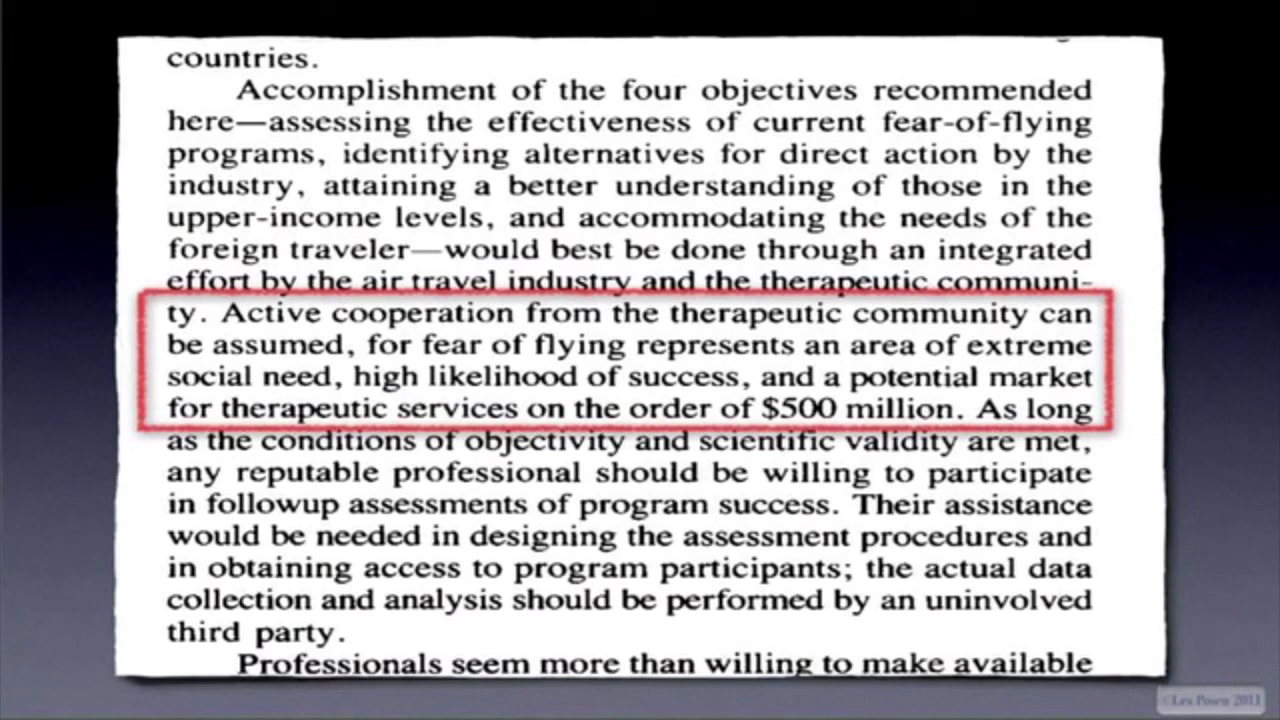 countries.
Accomplishment of the four objectives recommended
here—assessing the effectiveness of current fear-of-flying
programs, identifying alternatives for direct action by the
industry, attaining a better understanding of those in the
upper-income levels, and accommodating the needs of the
foreign traveler—would best be done through an integrated
effort by the air travel industry and the therapeutic communi-
ty. Active cooperation from the therapeutic community can
be assumed, for fear of flying represents an area of extreme
social need, high likelihood of success, and a potential market
for therapeutic services on the order of $500 million. As long
as the conditions of objectivity and scientific validity are met,
any reputable professional should be willing to participate
in followup assessments of program success. Their assistance
would be needed in designing the assessment procedures and
in obtaining access to program participants; the actual data
collection and analysis should be performed by an uninvolved
third party.
Professionals seem more than willing to make available
©Les Posen 2011